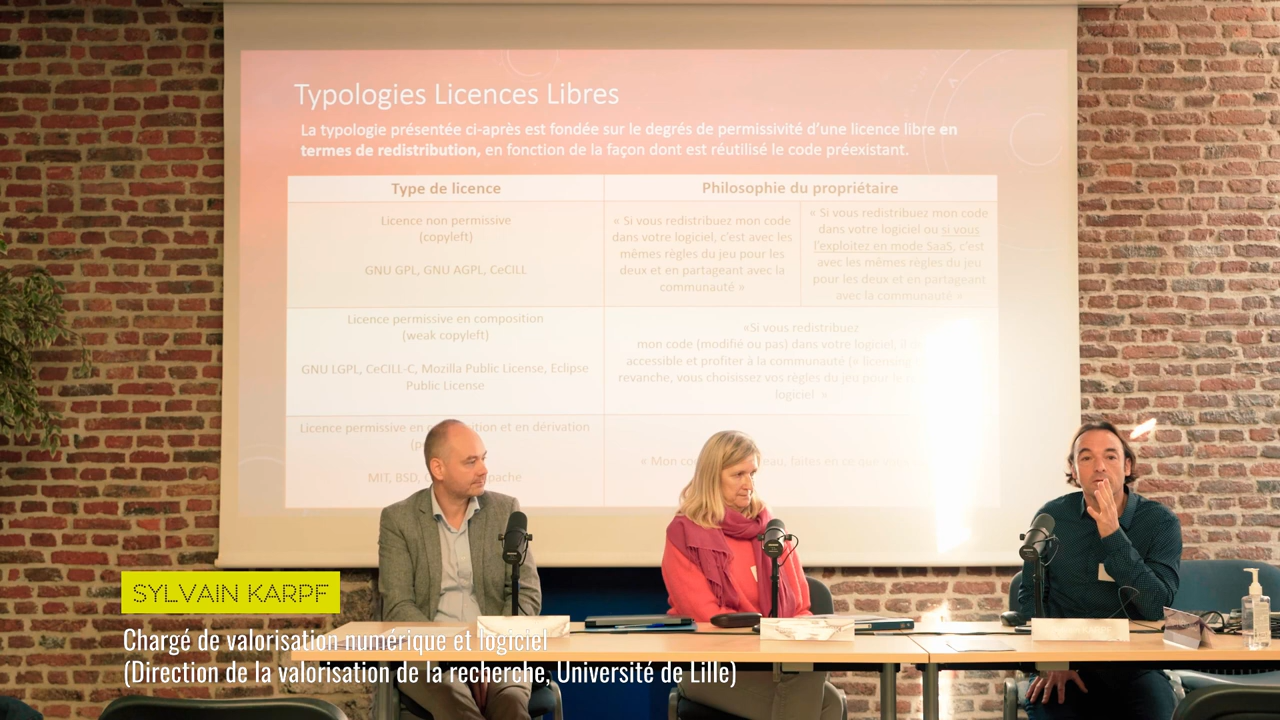 Typologies Licences Libres
La typologie présentée ci-après est fondée sur le degrés de permissivité d'une licence libre en
termes de redistribution, en fonction de la façon dont est réutilisé le code préexistant.
Type de licence
Philosophie du propriétaire
Licence non permissive
(copyleft)
GNU GPL, GNU AGPL, CeCILL
« Si vous redistribuez mon code
dans votre logiciel, c'est avec les
mêmes règles du jeu pour les
deux et en partageant avec la
communauté »
« Si vous redistribuez mon code
dans votre logiciel ou si vous
l'exploitez en mode SaaS, c'est
avec les mêmes règles du jeu
pour les deux et en partageant
avec la communauté »
Licence permissive en composition
(weak copyleft)
GNU LGPL, CeCILL-C, Mozilla Public License, Eclipse
Public License
«Si vous redistribuez
mon code (modifié ou pas) dans votre logiciel,
accessible et profiter à la communauté («
revanche, vous choisissez vos règles du jeu pour
logiciel »
Licence permissive en et en dérivation
MIT, BSD,
« Mon faites en ce que
SYLVAIN KARPF
Chargé de valorisation numérique et logiciel
(Direction de la valorisation de la recherche, Université de Lille)